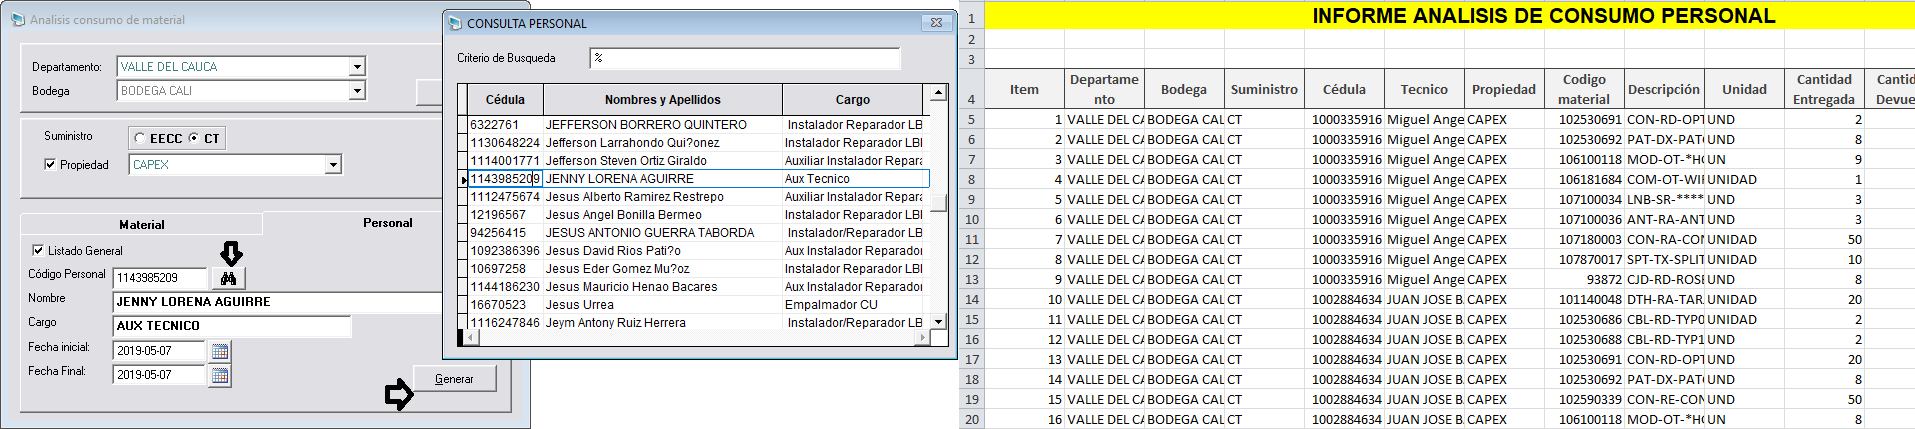 Analisis consumo de material
Departamento: VALLE DEL CAUCA
Bodega BODEGA CALI
Suministro EECC CT
Propiedad CAPEX
Material Personal
Listado General
Código Personal 1143985209
Nombre JENNY LORENA AGUIRRE
Cargo AUX TECNICO
Fecha inicial: 2019-05-07
Fecha Final: 2019-05-07
Generar
CONSULTA PERSONAL
Criterio de Busqueda %
Cédula Nombres y Apellidos Cargo
6322761 JEFFERSON BORRERO QUINTERO Instalador Reparador LB
1130648224 Jefferson Larrahondo Qui?onez Instalador Reparador LBI
1114001771 Jefferson Steven Ortiz Giraldo Auxiliar Instalador Repara
1143985209 JENNY LORENA AGUIRRE Aux Tecnico
1112475674 Jesus Alberto Ramirez Restrepo Auxiliar Instalador Repara
12196567 Jesus Angel Bonilla Bermeo Instalador Reparador LBI
94256415 JESUS ANTONIO GUERRA TABORDA Instalador Reparador LB
1092386396 Jesus David Rios Pati?o Aux Instalador Reparador
10697258 Jesus Eder Gomez Mu?oz Instalador Reparador LBI
1144186230 Jesus Mauricio Henao Bacares Aux Instalador Reparador
16670523 Jesus Urrea Empalmador CU
1116247846 Jeym Antony Ruiz Herrera Instalador/Reparador LB
1 INFORME ANALISIS DE CONSUMO PERSONAL
2
3
4 Item Departamento Bodega Suministro Cédula Tecnico Propiedad Codigo material Descripción Unidad Cantidad Entregada Cantid Devue
5 1 VALLE DEL CA BODEGA CAL CT 1000335916 Miguel Ange CAPEX 102530691 CON-RD-OPT UND 2
6 2 VALLE DEL CA BODEGA CAL CT 1000335916 Miguel Ange CAPEX 102530692 PAT-DX-PATC UND 8
7 3 VALLE DEL CA BODEGA CAL CT 1000335916 Miguel Ange CAPEX 106100118 MOD-OT-*HO UN 9
8 4 VALLE DEL CA BODEGA CAL CT 1000335916 Miguel Ange CAPEX 106181684 COM-OT-WIF UNIDAD 1
9 5 VALLE DEL CA BODEGA CAL CT 1000335916 Miguel Ange CAPEX 107100034 LNB-SR-**** UND 3
10 6 VALLE DEL CA BODEGA CAL CT 1000335916 Miguel Ange CAPEX 107100036 ANT-RA-ANT UND 3
11 7 VALLE DEL CA BODEGA CAL CT 1000335916 Miguel Ange CAPEX 107180003 CON-RA-CON UNIDAD 50
12 8 VALLE DEL CA BODEGA CAL CT 1000335916 Miguel Ange CAPEX 107870017 SPT-TX-SPLIT UNIDAD 10
13 9 VALLE DEL CA BODEGA CAL CT 1000335916 Miguel Ange CAPEX 93872 CJD-RD-ROSE UND 8
14 10 VALLE DEL CA BODEGA CAL CT 1002884634 JUAN JOSE B CAPEX 101140048 DTH-RA-TAR UNIDAD 20
15 11 VALLE DEL CA BODEGA CAL CT 1002884634 JUAN JOSE B CAPEX 102530686 CBL-RD-TYP0 UNIDAD 2
16 12 VALLE DEL CA BODEGA CAL CT 1002884634 JUAN JOSE B CAPEX 102530688 CBL-RD-TYP1 UND 2
17 13 VALLE DEL CA BODEGA CAL CT 1002884634 JUAN JOSE B CAPEX 102530691 CON-RD-OPT UND 20
18 14 VALLE DEL CA BODEGA CAL CT 1002884634 JUAN JOSE B CAPEX 102530692 PAT-DX-PATC UND 8
19 15 VALLE DEL CA BODEGA CAL CT 1002884634 JUAN JOSE B CAPEX 102590339 CON-RE-CON UND 50
20 16 VALLE DEL CA BODEGA CAL CT 1002884634 JUAN JOSE B CAPEX 106100118 MOD-OT-*HO UN 8